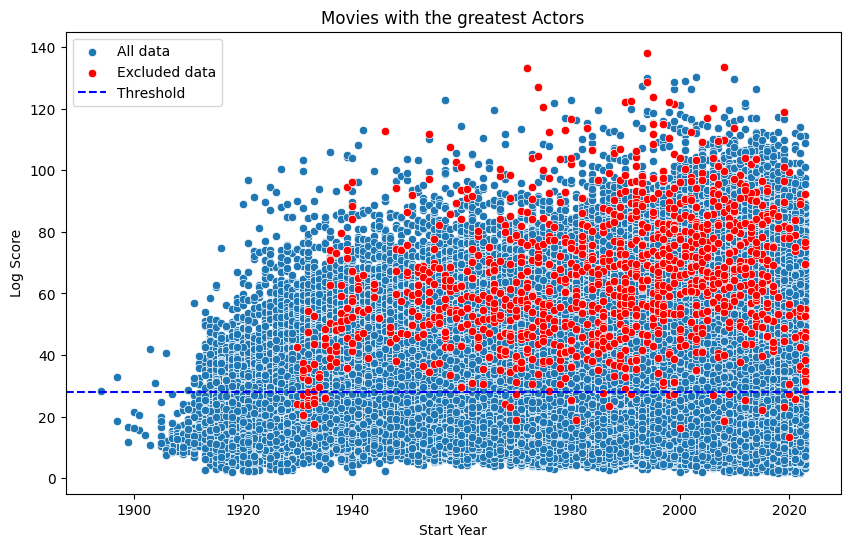 Movies with the greatest Actors
All data
Excluded data
Threshold
140
120
100
80
60
40
20
0
Log Score
1900
1920
1940
1960
1980
2000
2020
Start Year